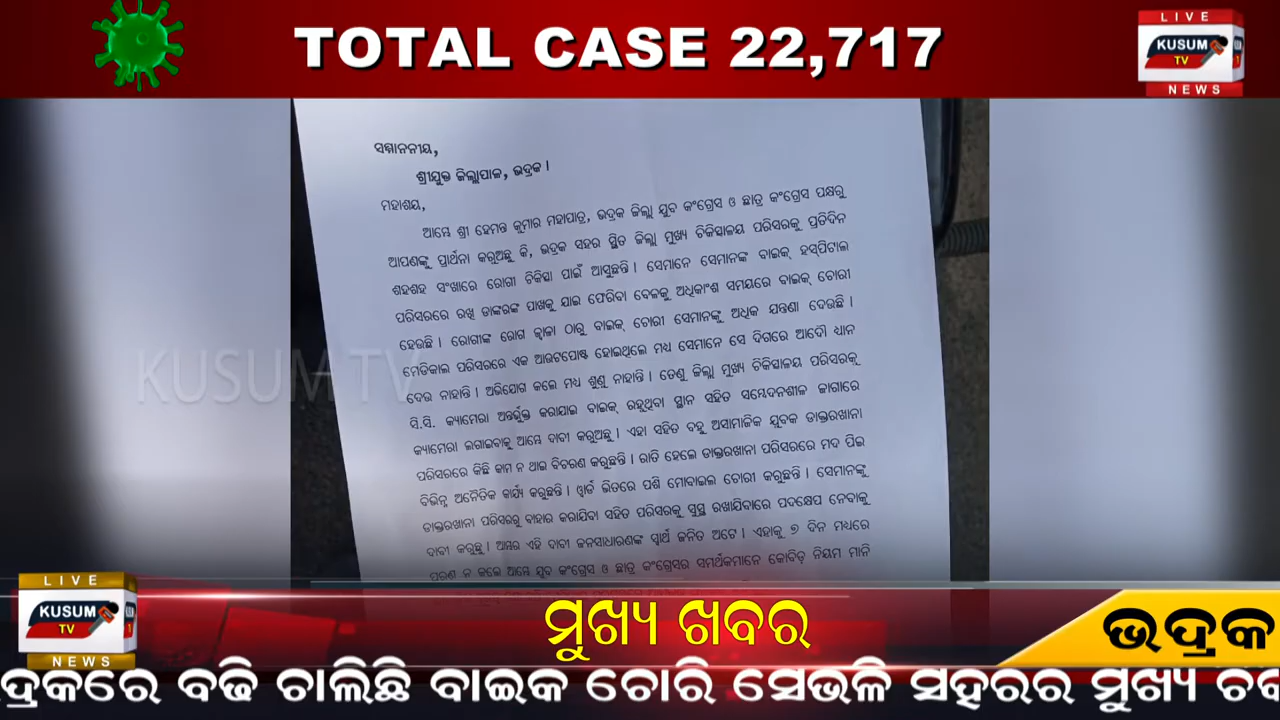 TOTAL CASE 22,717
LIVE
KUSUM
TV
NEWS
ସମ୍ମାନନୀୟ,
ଶ୍ରୀଯୁକ୍ତ ଜିଲ୍ଲାପାଳ, ଭଦ୍ରକ ।
ମହାଶୟ,
ଆମ୍ଭେ ଶ୍ରୀ ହେମନ୍ତ କୁମାର ମହାପାତ୍ର, ଭଦ୍ରକ ଜିଲ୍ଲା ଯୁବ କଂଗ୍ରେସ ଓ ଛାତ୍ର କଂଗ୍ରେସ ପକ୍ଷରୁ
ଆପଣଙ୍କୁ ପ୍ରାର୍ଥନା କରୁଅଛୁ କି, ଭଦ୍ରକ ସହର ସ୍ଥିତ ଜିଲ୍ଲା ମୁଖ୍ୟ ଚିକିତ୍ସାଳୟ ପରିସରକୁ ପ୍ରତିଦିନ
ଶହଶହ ସଂଖାରେ ରୋଗୀ ଚିକିତ୍ସା ପାଇଁ ଆସୁଛନ୍ତି । ସେମାନେ ସେମାନଙ୍କ ବାଇକ୍ ହସ୍‌ପିଟାଲ
ପରିସରରେ ରଖି ଡାକ୍ତରଙ୍କ ପାଖକୁ ଯାଇ ଫେରିବା ବେଳକୁ ଅଧିକାଂଶ ସମୟରେ ବାଇକ୍ ଚୋରୀ
ହେଉଛି । ରୋଗୀଙ୍କ ରୋଗ ଜ୍ୱାଳା ଠାରୁ ବାଇକ୍ ଚୋରୀ ସେମାନଙ୍କୁ ଅଧିକ ଯନ୍ତଣା ଦେଉଛି ।
ମେଡିକାଲ ପରିସରରେ ଏକ ଆଉଟପୋଷ୍ଟ ହୋଇଥିଲେ ମଧ୍ୟ ସେମାନେ ସେ ଦିଗରେ ଆଦୌ ଧ୍ୟାନ
ଦେଉ ନାହାନ୍ତି । ଅଭିଯୋଗ କଲେ ମଧ୍ୟ ଶୁଣୁ ନାହାନ୍ତି । ତେଣୁ ଜିଲ୍ଲା ମୁଖ୍ୟ ଚିକିତ୍ସାଳୟ ପରିସରକୁ
ସି.ସି. କ୍ୟାମେରା ଅନ୍ତର୍ଭୁକ୍ତ କରାଯାଇ ବାଇକ୍ ରହୁଥିବା ସ୍ଥାନ ସହିତ ସମ୍ୱେଦନଶୀଳ ଜାଗାରେ
କ୍ୟାମେରା ଲଗାଇବାକୁ ଆମ୍ଭେ ଦାବୀ କରୁଅଛୁ । ଏହା ସହିତ ବହୁ ଅସାମାଜିକ ଯୁବକ ଡାକ୍ତରଖାନା
ପରିସରରେ କିଛି କାମ ନ ଥାଇ ବିଚରଣ କରୁଛନ୍ତି । ରାତି ହେଲେ ଡାକ୍ତରଖାନା ପରିସରରେ ମଦ ପିଇ
ବିଭିନ୍ନ ଅନୈତିକ କାର୍ଯ୍ୟ କରୁଛନ୍ତି । ୱାର୍ଡ ଭିତରେ ପଶି ମୋବାଇଲ ଚୋରୀ କରୁଛନ୍ତି । ସେମାନଙ୍କୁ
ଡାକ୍ତରଖାନା ପରିସରରୁ ବାହାର କରାଯିବା ସହିତ ପରିସରକୁ ସୁସ୍ଥ ରଖାଯିବାରେ ପଦକ୍ଷେପ ନେବାକୁ
ଦାବୀ କରୁଛୁ । ଆମ୍ଭର ଏହି ଦାବୀ ଜନସାଧାରଣଙ୍କ ସ୍ୱାର୍ଥ ଜନିତ ଅଟେ । ଏହାକୁ ୭ ଦିନ ମଧ୍ୟରେ
ପୂରଣ ନ କଲେ ଆମ୍ଭେ ଯୁବ କଂଗ୍ରେସ ଓ ଛାତ୍ର କଂଗ୍ରେସର ସମର୍ଥକମାନେ କୋବିଡ଼ ନିୟମ ମାନି
KUSUM TV
LIVE
KUSUM
TV
NEWS
ମୁଖ୍ୟ ଖବର
ଭଦ୍ରକ
ଦ୍ରକରେ ବଢି ଚାଲିଛି ବାଇକ ଚୋରି ସେଭଳି ସହରର ମୁଖ୍ୟ ଚକ